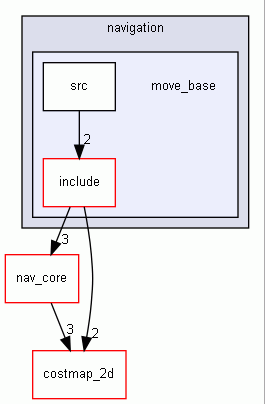 navigation
src
move_base
2
include
3
nav_core
3
2
costmap_2d